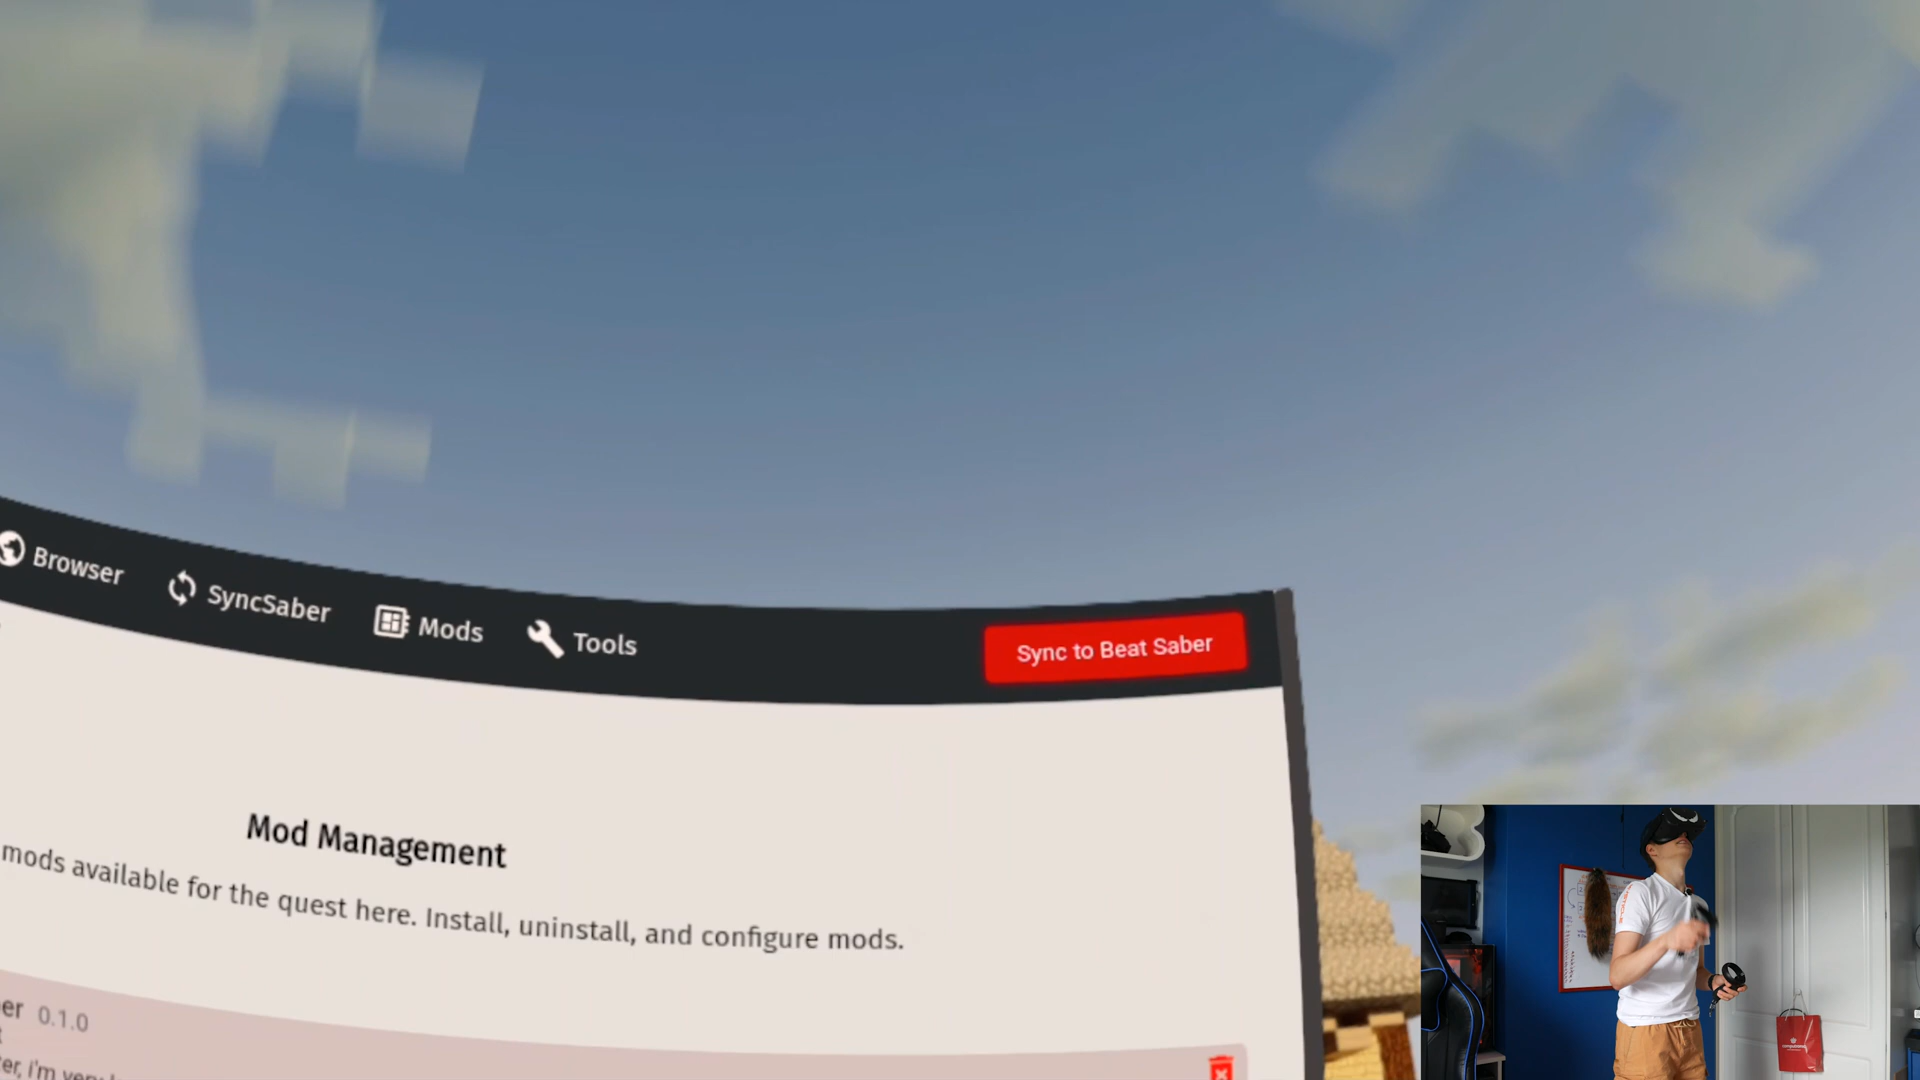 Browser SyncSaber Mods Tools Sync to Beat Saber
Mod Management
mods available for the quest here. Install, uninstall, and configure mods.
er 0.1.0